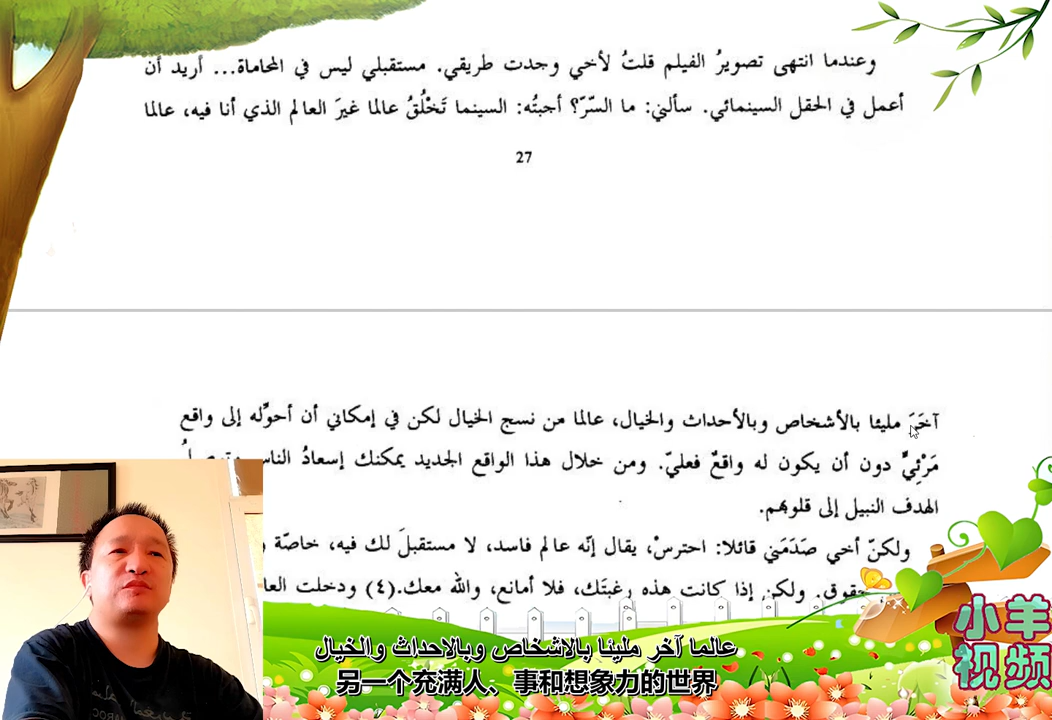 وعندما انتهى تصويرُ الفيلم قلتُ لأخي وجدت طريقي. مستقبلي ليس في المحاماة... أريد أن
أعمل في الحقل السينمائي. سألني: ما السّرّ؟ أجبتُه: السينما تَخْلُقُ عالما غيرَ العالم الذي أنا فيه، عالما
27
آخَرَ مليئا بالأشخاص وبالأحداث والخيال، عالما من نسج الخيال لكن في إمكاني أن أحوِّله إلى واقع
مَرْئِيٍّ دون أن يكون له واقعٌ فعليّ. ومن خلال هذا الواقع الجديد يمكنك إسعادُ الناس
الهدف النبيل إلى قلوبهم.
ولكنّ أخي صَدَمَني قائلا: احترسْ، يقال إنّه عالم فاسد، لا مستقبلَ لك فيه، خاصّة
حقوق. ولكن إذا كانت هذه رغبتَك، فلا أمانع، والله معك.(٤) ودخلت
عالما آخر مليئا بالاشخاص وبالاحداث والخيال
另一个充满人、事和想象力的世界
小羊
视频